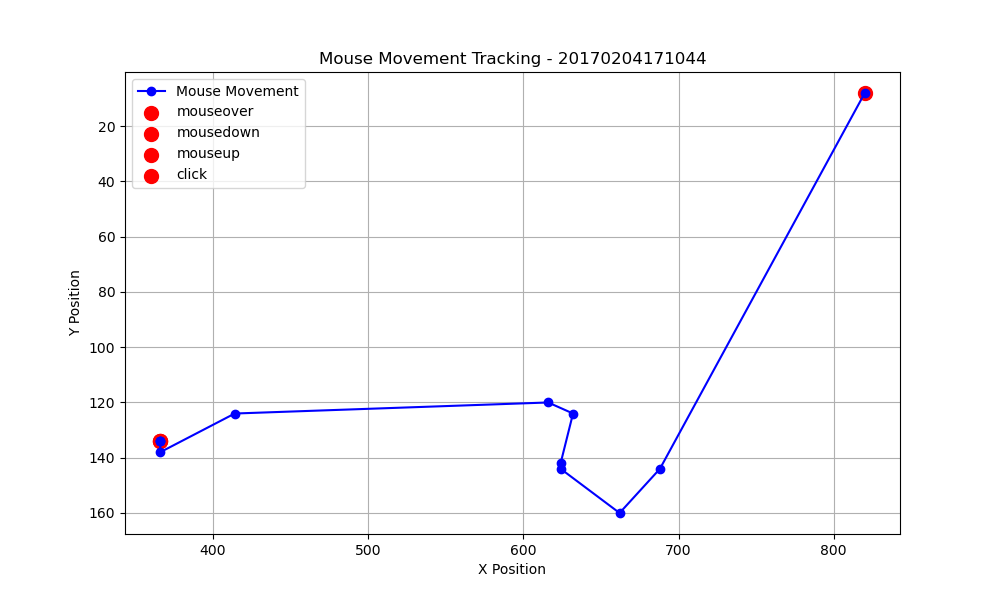 Mouse Movement Tracking - 20170204171044
Mouse Movement
mouseover
mousedown
mouseup
click
Y Position
20
40
60
80
100
120
140
160
400 500 600 700 800
X Position